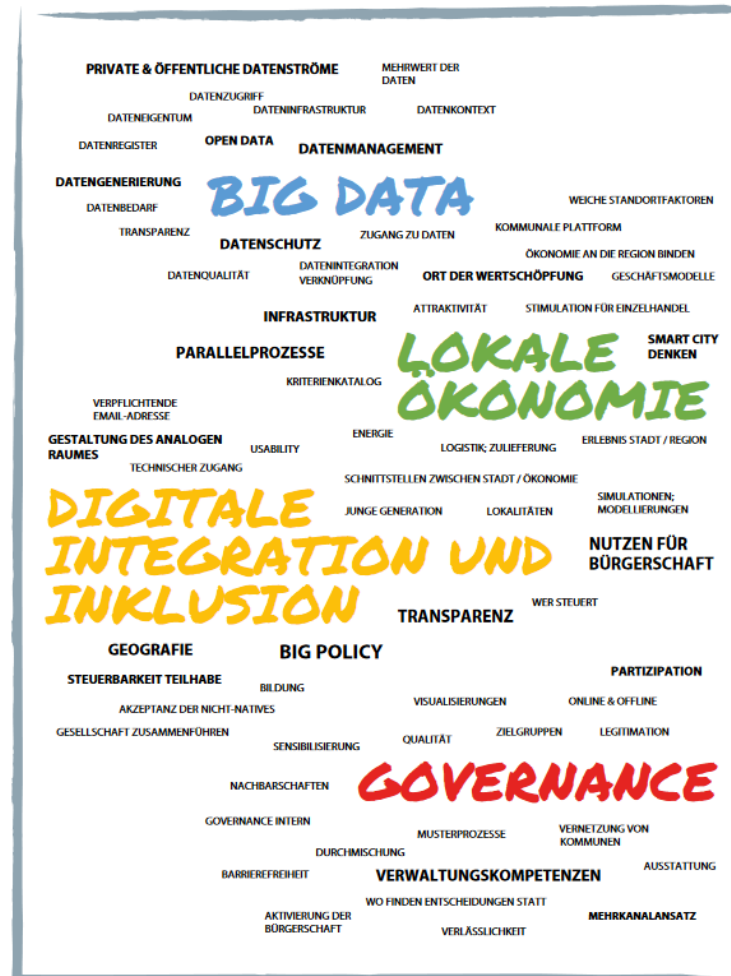 PRIVATE & ÖFFENTLICHE DATENSTRÖME
MEHRWERT DER
DATEN
DATENZUGRIFF
DATENEIGENTUM
DATENINFRASTRUKTUR
DATENKONTEXT
DATENREGISTER
OPEN DATA
DATENMANAGEMENT
DATENGENERIERUNG
BIG DATA
WEICHE STANDORTFAKTOREN
DATENBEDARF
TRANSPARENZ
DATENSCHUTZ
ZUGANG ZU DATEN
KOMMUNALE PLATTFORM
ÖKONOMIE AN DIE REGION BINDEN
DATENQUALITÄT
DATENINTEGRATION
VERKNÜPFUNG
ORT DER WERTSCHÖPFUNG
GESCHÄFTSMODELLE
INFRASTRUKTUR
ATTRAKTIVITÄT
STIMULATION FÜR EINZELHANDEL
PARALLELPROZESSE
LOKALE
ÖKONOMIE
SMART CITY
DENKEN
KRITERIENKATALOG
VERPFLICHTENDE
EMAIL-ADRESSE
GESTALTUNG DES ANALOGEN
RAUMES
USABILITY
ENERGIE
LOGISTIK; ZULIEFERUNG
ERLEBNIS STADT / REGION
TECHNISCHER ZUGANG
SCHNITTSTELLEN ZWISCHEN STADT / ÖKONOMIE
DIGITALE
INTEGRATION UND
INKLUSION
JUNGE GENERATION
LOKALITÄTEN
SIMULATIONEN;
MODELLIERUNGEN
NUTZEN FÜR
BÜRGERSCHAFT
TRANSPARENZ
WER STEUERT
GEOGRAFIE
BIG POLICY
STEUERBARKEIT TEILHABE
BILDUNG
PARTIZIPATION
AKZEPTANZ DER NICHT-NATIVES
VISUALISIERUNGEN
ONLINE & OFFLINE
GESELLSCHAFT ZUSAMMENFÜHREN
SENSIBILISIERUNG
QUALITÄT
ZIELGRUPPEN
LEGITIMATION
NACHBARSCHAFTEN
GOVERNANCE
GOVERNANCE INTERN
MUSTERPROZESSE
VERNETZUNG VON
KOMMUNEN
DURCHMISCHUNG
BARRIEREFREIHEIT
VERWALTUNGSKOMPETENZEN
AUSSTATTUNG
WO FINDEN ENTSCHEIDUNGEN STATT
AKTIVIERUNG DER
BÜRGERSCHAFT
VERLÄSSLICHKEIT
MEHRKANALANSATZ